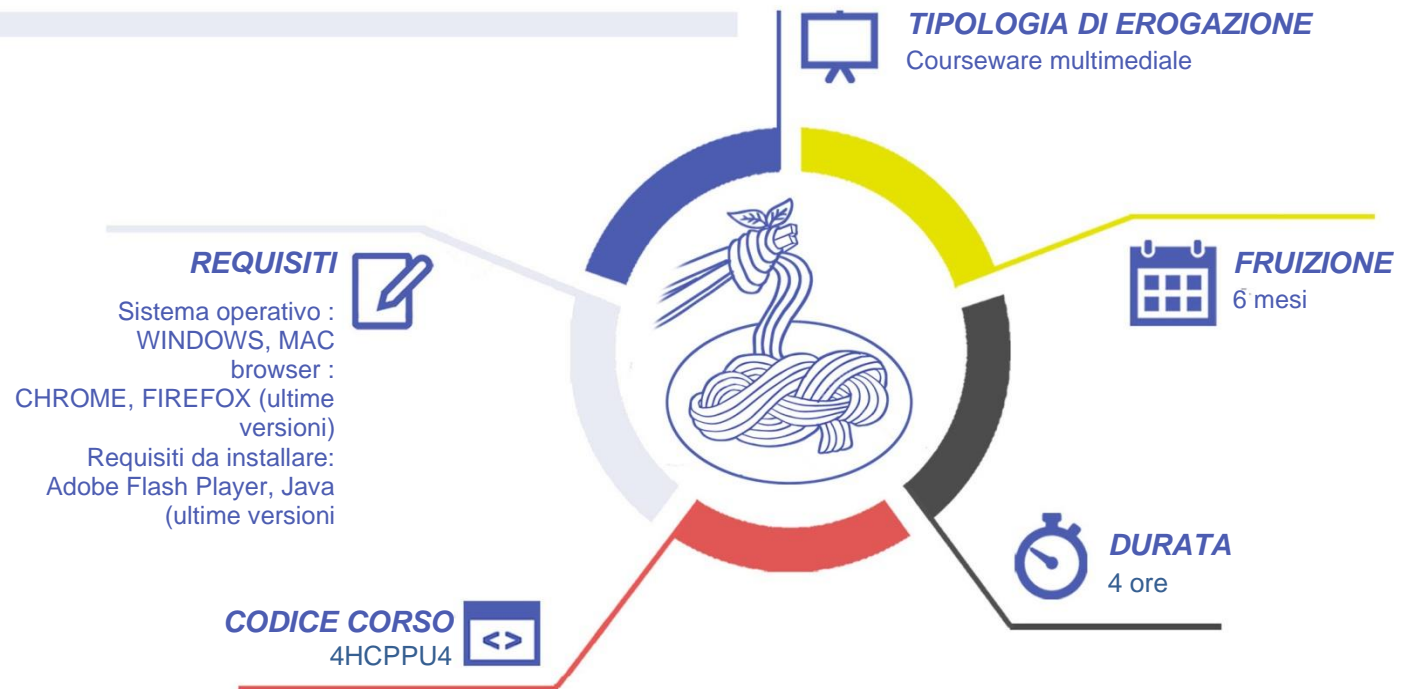 TIPOLOGIA DI EROGAZIONE
Courseware multimediale
REQUISITI
Sistema operativo :
WINDOWS, MAC
browser :
CHROME, FIREFOX (ultime
versioni)
Requisiti da installare:
Adobe Flash Player, Java
(ultime versioni
FRUIZIONE
6 mesi
DURATA
4 ore
CODICE CORSO
4HCPPU4